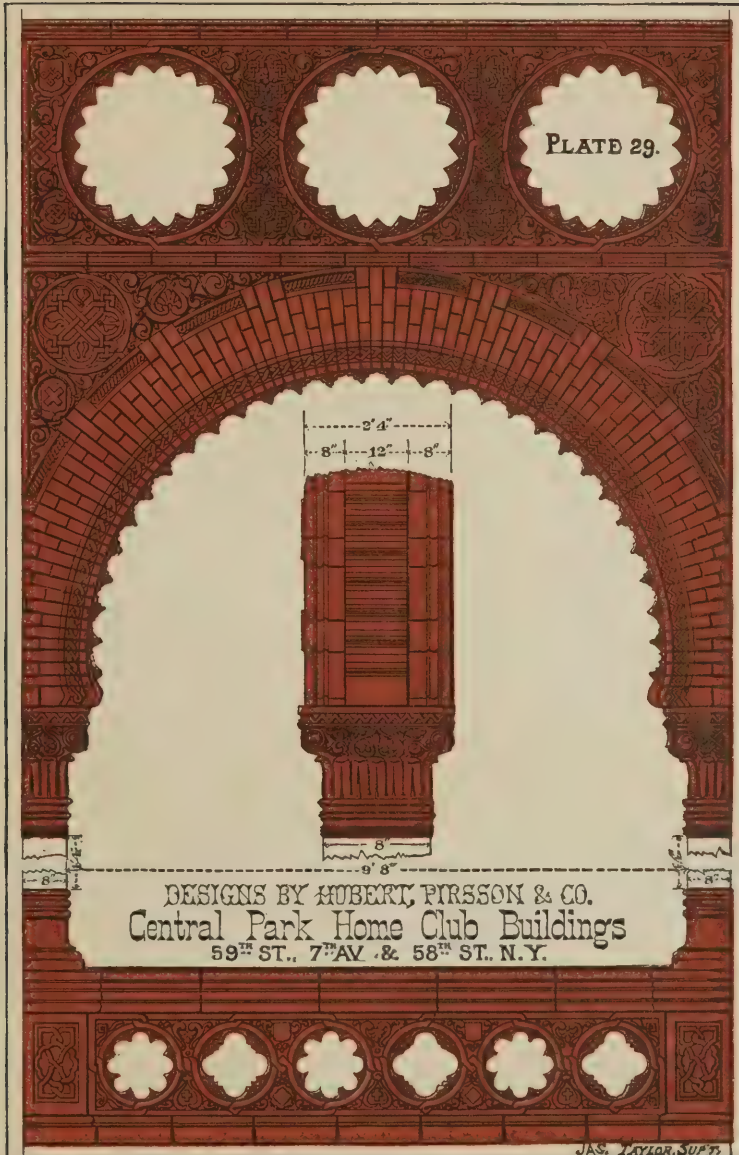 PLATE 29.
2'4"
8" 12" 8"
8"
9' 8"
8" 8"
DESIGNS BY HUBERT, PIRSSON & CO.
Central Park Home Club Buildings
59TH ST., 7TH AV. & 58TH ST., N.Y.
JAS. TAYLOR, SUPT.